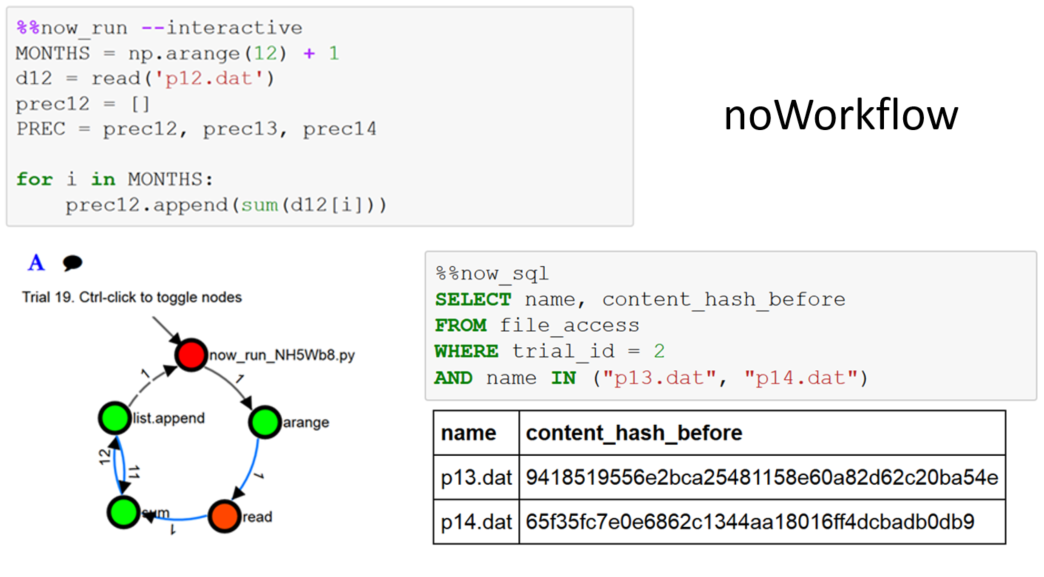 %%now_run --interactive
MONTHS = np.arange(12) + 1
d12 = read('p12.dat')
prec12 = []
PREC = prec12, prec13, prec14
for i in MONTHS:
    prec12.append(sum(d12[i]))
noWorkflow
A
Trial 19. Ctrl-click to toggle nodes
now_run_NH5Wb8.py
1
1
list.append
arange
12
11
1
sum
read
1
%%now_sql
SELECT name, content_hash_before
FROM file_access
WHERE trial_id = 2
AND name IN ("p13.dat", "p14.dat")
name content_hash_before
p13.dat 9418519556e2bca25481158e60a82d62c20ba54e
p14.dat 65f35fc7e0e6862c1344aa18016ff4dcbadb0db9